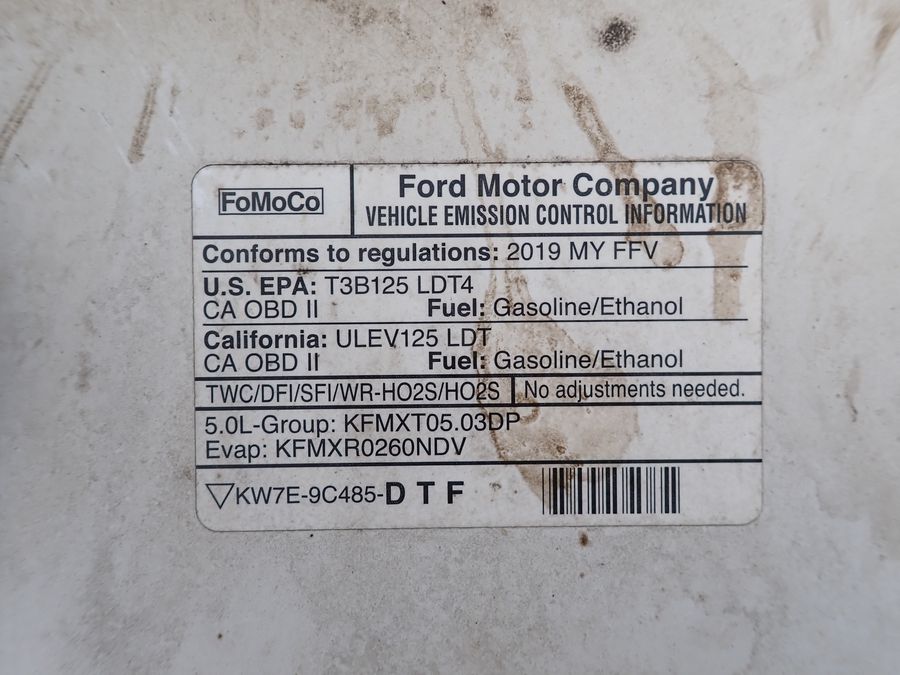 FoMoCo
Ford Motor Company
VEHICLE EMISSION CONTROL INFORMATION
Conforms to regulations: 2019 MY FFV
U.S. EPA: T3B125 LDT4
CA OBD II Fuel: Gasoline/Ethanol
California: ULEV125 LDT
CA OBD II Fuel: Gasoline/Ethanol
TWC/DFI/SFI/WR-HO2S/HO2S No adjustments needed.
5.0L-Group: KFMXT05.03DP
Evap: KFMXR0260NDV
▽KW7E-9C485-DTF